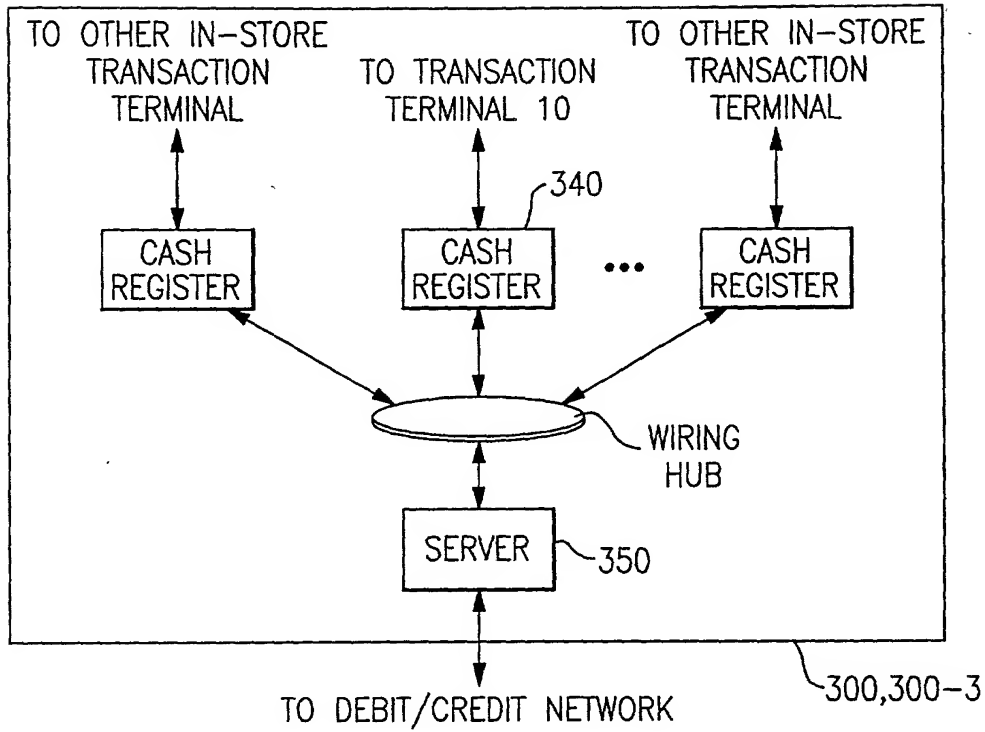 TO OTHER IN-STORE
TRANSACTION
TERMINAL
TO TRANSACTION
TERMINAL 10
TO OTHER IN-STORE
TRANSACTION
TERMINAL
340
CASH
REGISTER
CASH
REGISTER
CASH
REGISTER
WIRING
HUB
SERVER
350
300,300-3
TO DEBIT/CREDIT NETWORK